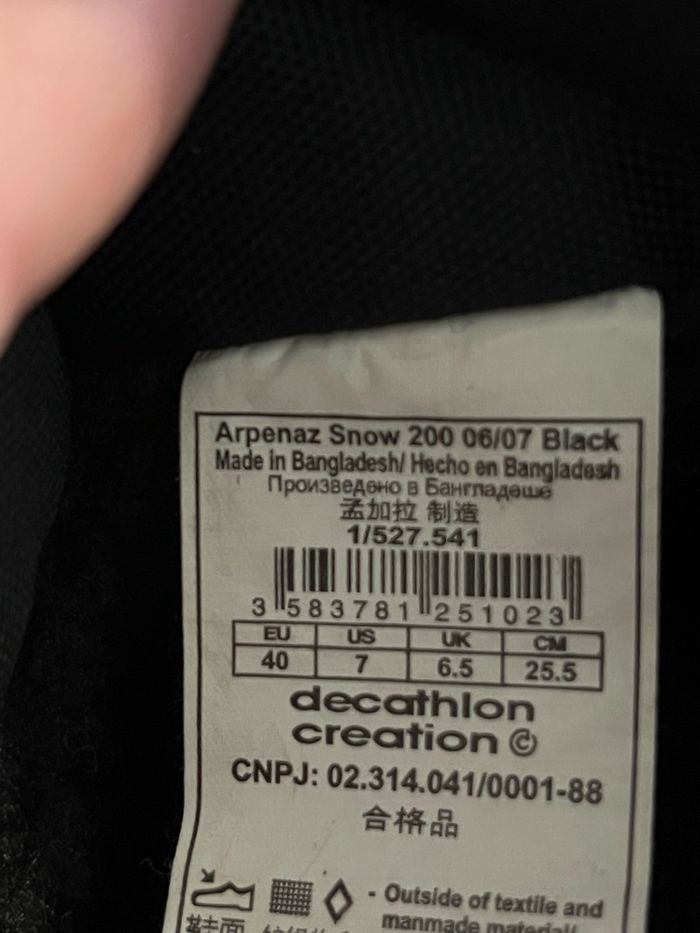 Arpenaz Snow 200 06/07 Black
Made in Bangladesh/ Hecho en Bangladesh
Произведено в Бангладеше
孟加拉 制造
1/527.541
3 583781 251023
EU US UK CM
40 7 6.5 25.5
decathlon
creation ©
CNPJ: 02.314.041/0001-88
合格品
- Outside of textile and
鞋面 manmade material/